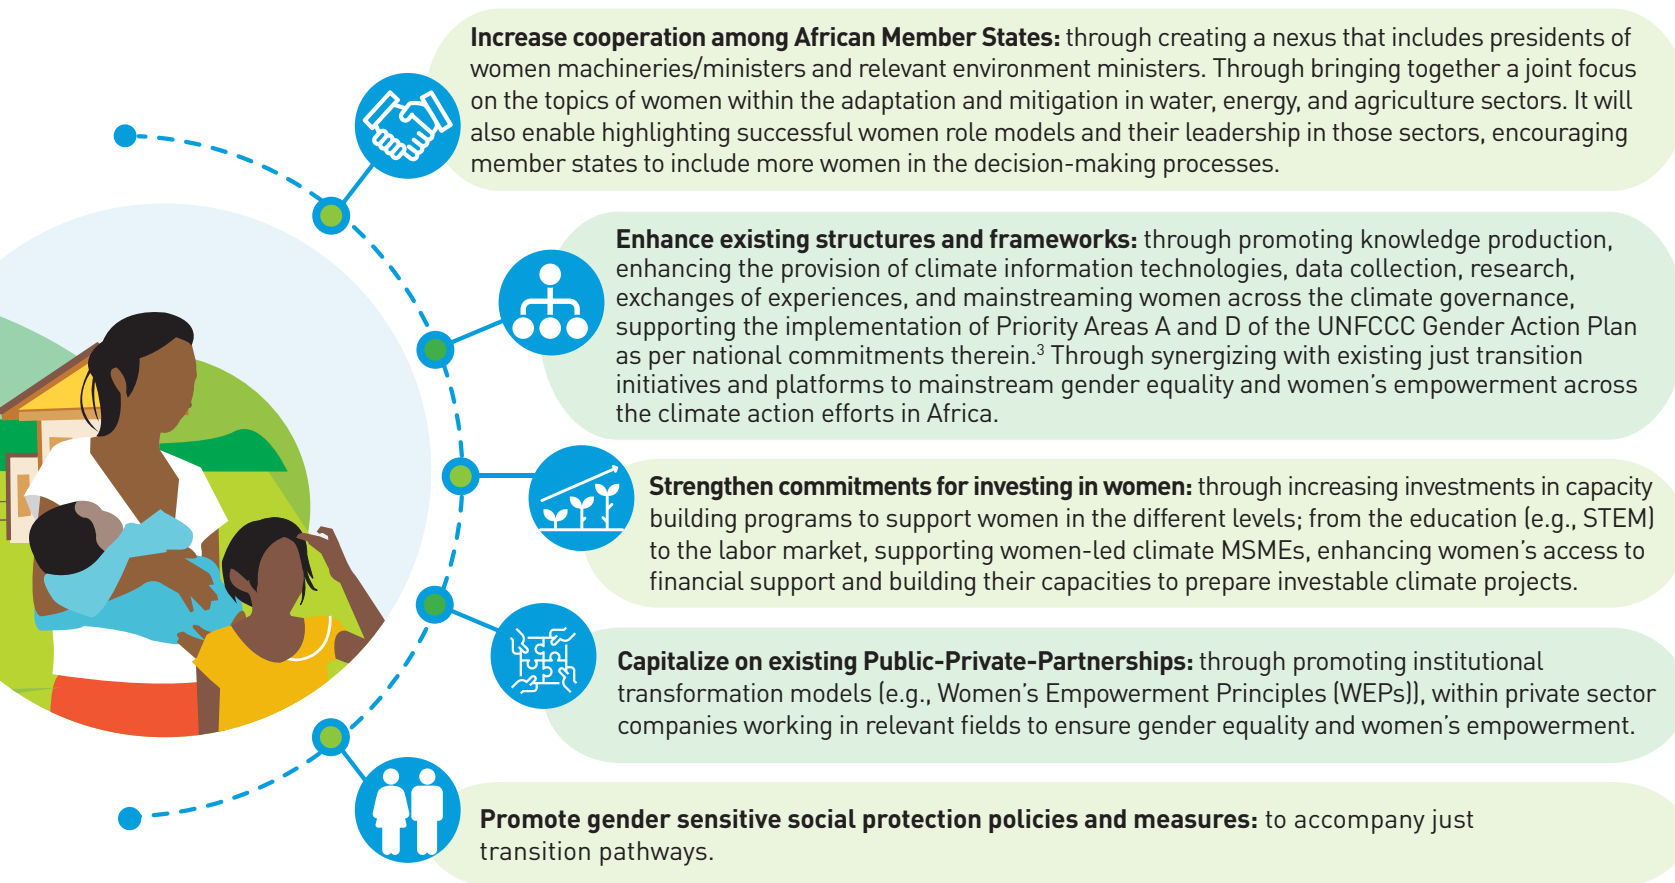 Increase cooperation among African Member States: through creating a nexus that includes presidents of
women machineries/ministers and relevant environment ministers. Through bringing together a joint focus
on the topics of women within the adaptation and mitigation in water, energy, and agriculture sectors. It will
also enable highlighting successful women role models and their leadership in those sectors, encouraging
member states to include more women in the decision-making processes.
Enhance existing structures and frameworks: through promoting knowledge production,
enhancing the provision of climate information technologies, data collection, research,
exchanges of experiences, and mainstreaming women across the climate governance,
supporting the implementation of Priority Areas A and D of the UNFCCC Gender Action Plan
as per national commitments therein.³ Through synergizing with existing just transition
initiatives and platforms to mainstream gender equality and women’s empowerment across
the climate action efforts in Africa.
Strengthen commitments for investing in women: through increasing investments in capacity
building programs to support women in the different levels; from the education (e.g., STEM)
to the labor market, supporting women-led climate MSMEs, enhancing women’s access to
financial support and building their capacities to prepare investable climate projects.
Capitalize on existing Public-Private-Partnerships: through promoting institutional
transformation models (e.g., Women’s Empowerment Principles (WEPs)), within private sector
companies working in relevant fields to ensure gender equality and women’s empowerment.
Promote gender sensitive social protection policies and measures: to accompany just
transition pathways.